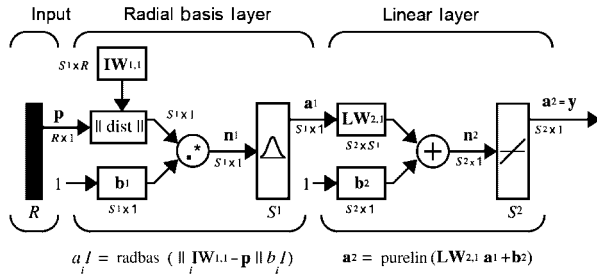 Input Radial basis layer Linear layer
S1xR IW1,1
p
Rx1
|| dist ||
S1x1
.*
n1
S1x1
a1
S1x1
LW2,1
S2xS1
+
n2
S2x1
a2 = y
S2x1
1 b1
S1x1
1 b2
S2x1
R S1 S2
ai1 = radbas ( || iIW1,1 - p || bi1) a2 = purelin (LW2,1 a1 + b2)